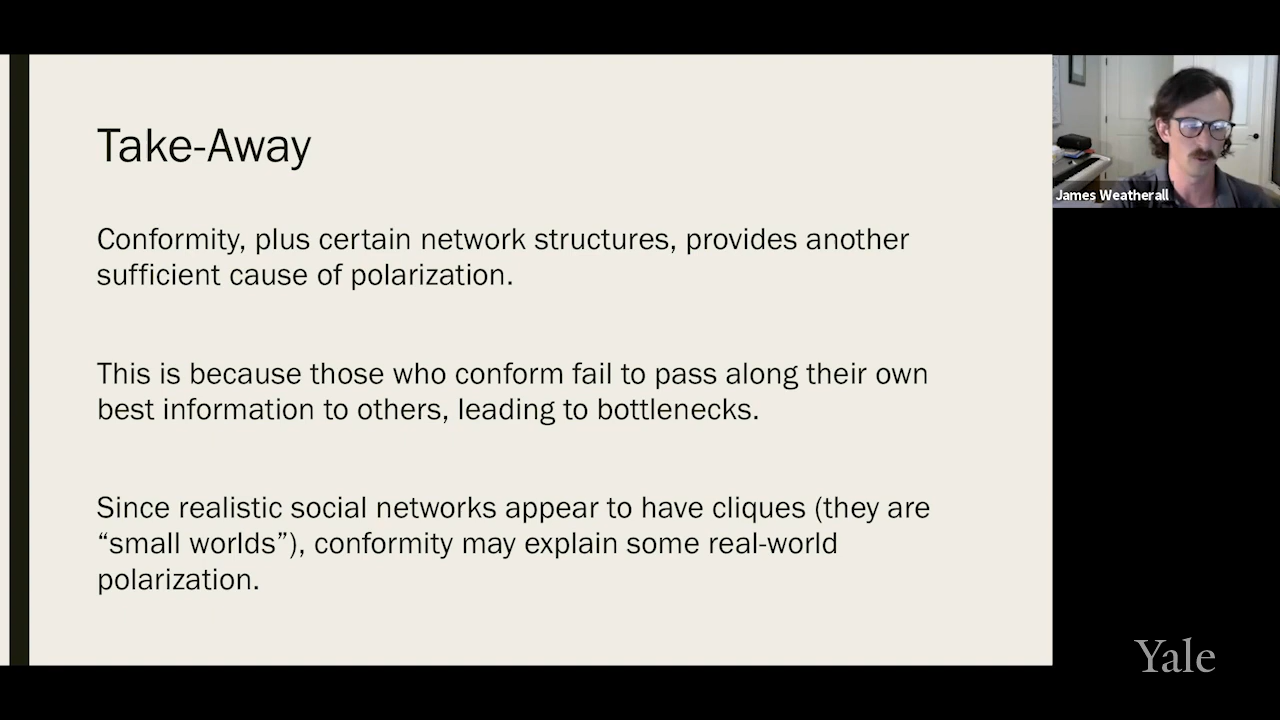 Take-Away
Conformity, plus certain network structures, provides another
sufficient cause of polarization.
This is because those who conform fail to pass along their own
best information to others, leading to bottlenecks.
Since realistic social networks appear to have cliques (they are
“small worlds”), conformity may explain some real-world
polarization.
James Weatherall
Yale